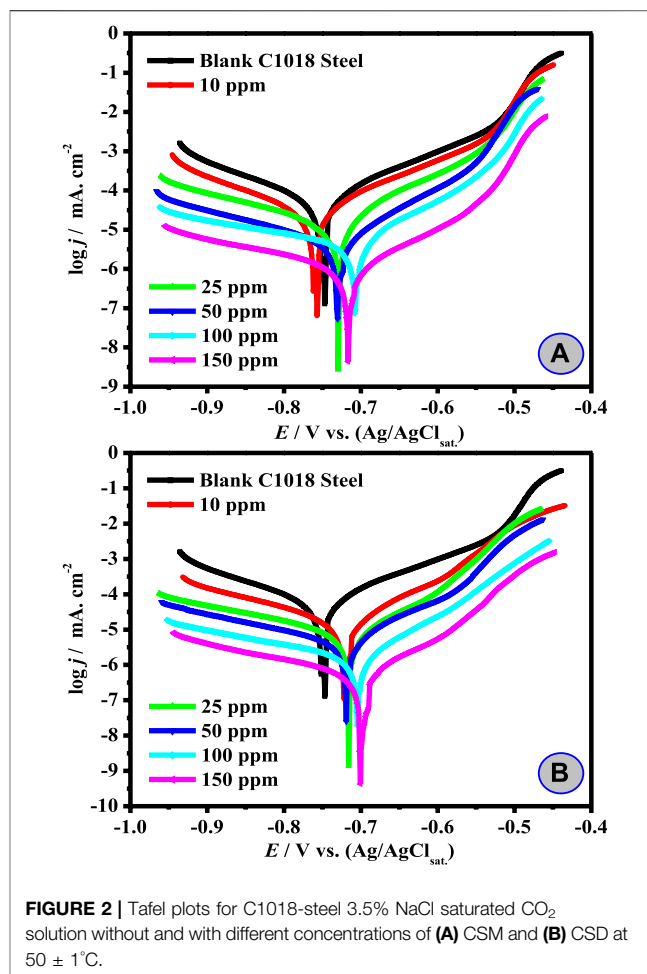 0
-1
-2
-3
-4
-5
-6
-7
-8
-9
log j / mA. cm-2
Blank C1018 Steel
10 ppm
25 ppm
50 ppm
100 ppm
150 ppm
A
-1.0 -0.9 -0.8 -0.7 -0.6 -0.5 -0.4
E / V vs. (Ag/AgClsat.)
0
-1
-2
-3
-4
-5
-6
-7
-8
-9
-10
log j / mA. cm-2
Blank C1018 Steel
10 ppm
25 ppm
50 ppm
100 ppm
150 ppm
B
-1.0 -0.9 -0.8 -0.7 -0.6 -0.5 -0.4
E / V vs. (Ag/AgClsat.)
FIGURE 2 | Tafel plots for C1018-steel 3.5% NaCl saturated CO2
solution without and with different concentrations of (A) CSM and (B) CSD at
50 ± 1°C.